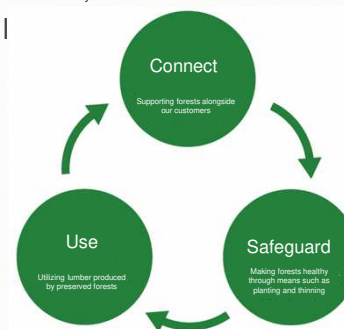 Connect
Supporting forests alongside
our customers
Use
Utilizing lumber produced
by preserved forests
Safeguard
Making forests healthy
through means such as
planting and thinning